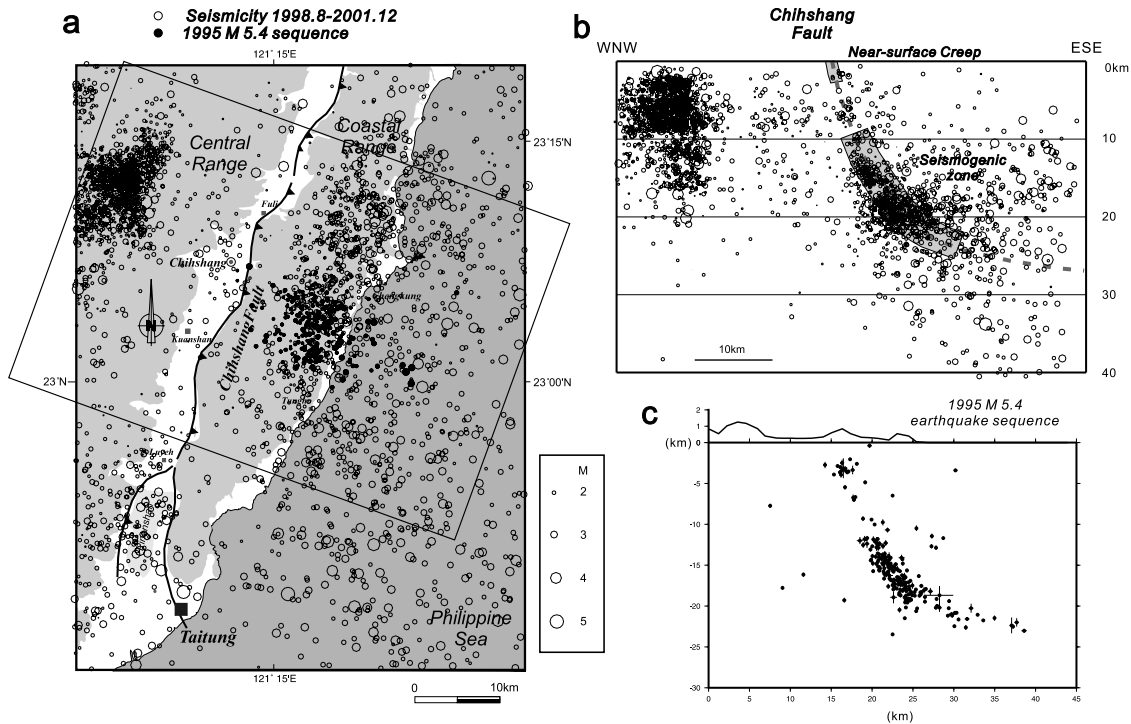 a
Seismicity 1998.8-2001.12
1995 M 5.4 sequence
121° 15'E
Central
Range
Coastal
Range
23°15'N
Fuli
Chihshang
Chihshang Fault
Chengkung
N
Kuanshan
23°N
23°00'N
Tungho
Luyeh
Philippine
Sea
Taitung
121° 15'E
0
10km
M
2
3
4
5
b
Chihshang
Fault
WNW
Near-surface Creep
ESE
0km
10
Seismogenic
zone
20
30
10km
40
c
1995 M 5.4
earthquake sequence
2
1
(km) 0
-5
-10
-15
-20
-25
-30
0 5 10 15 20 25 30 35 40 45
(km)